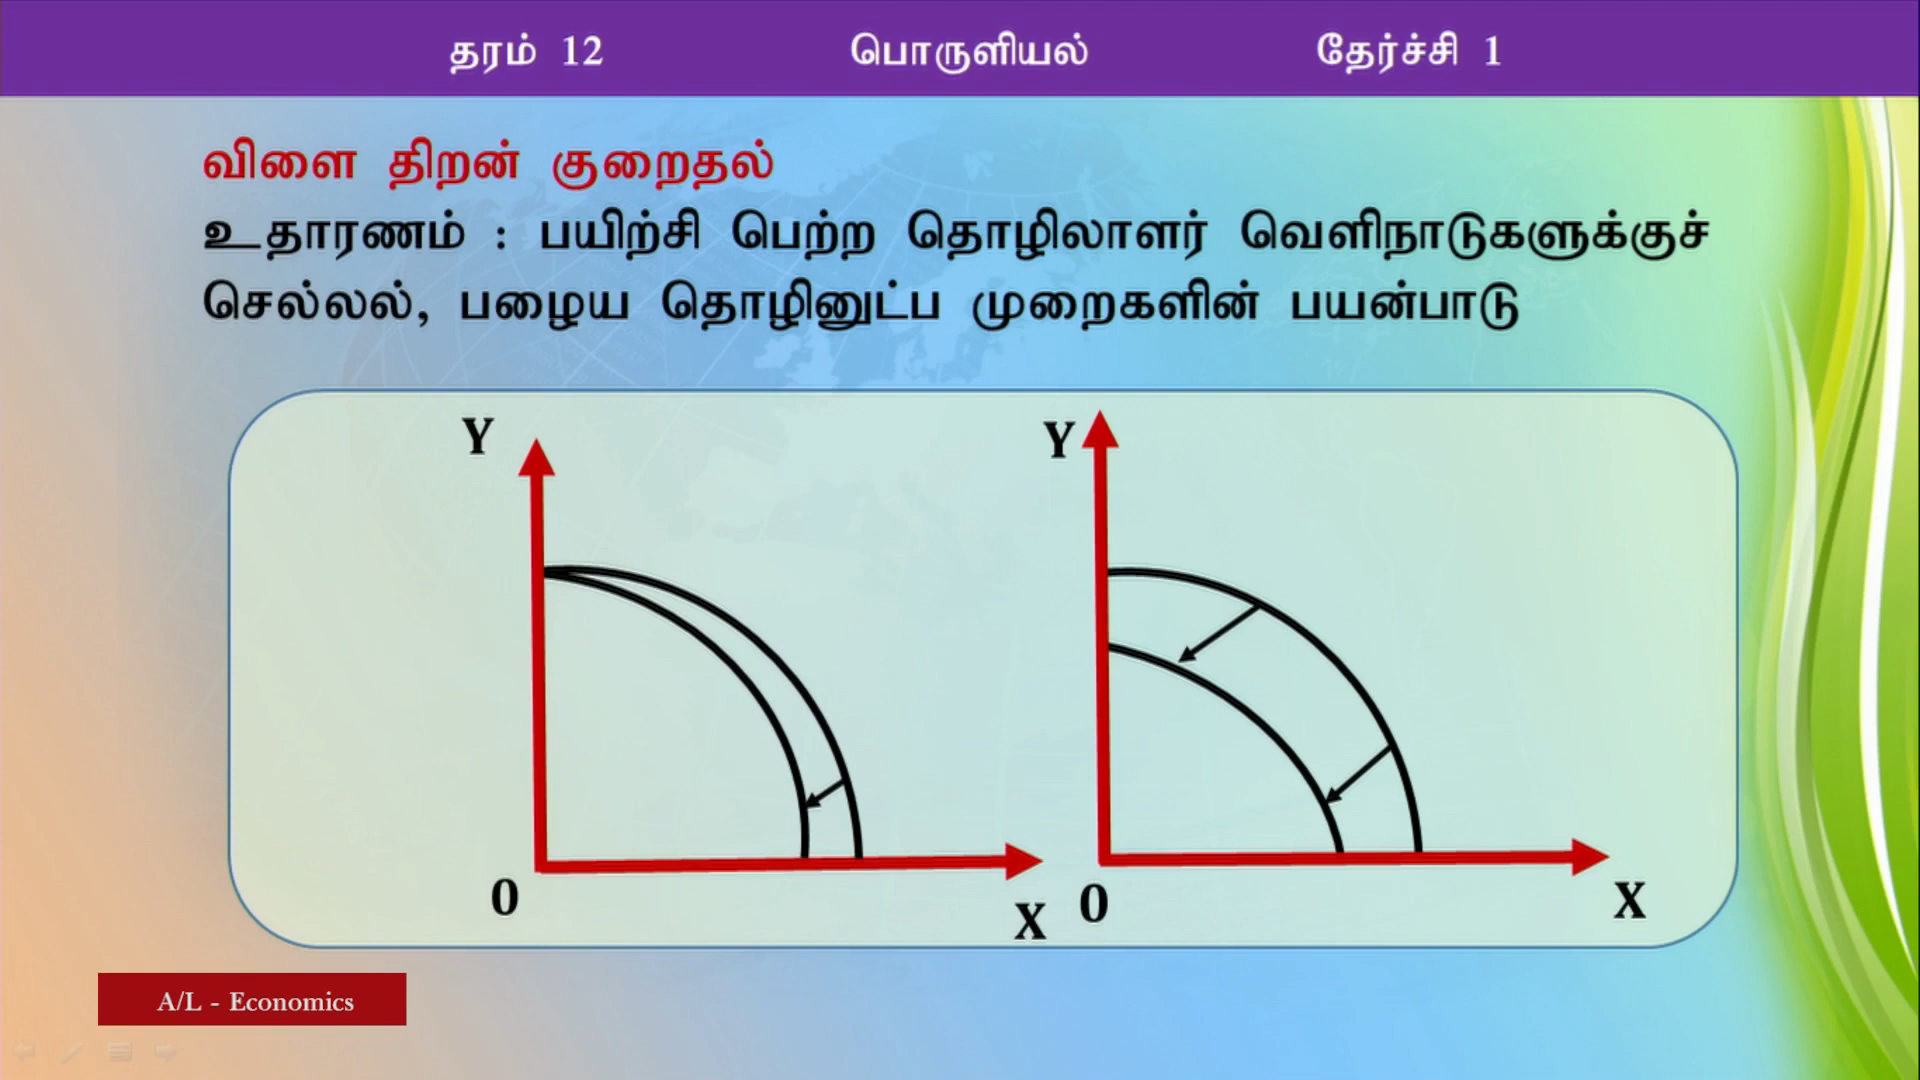 தரம் 12 பொருளியல் தேர்ச்சி 1
விளை திறன் குறைதல்
உதாரணம் : பயிற்சி பெற்ற தொழிலாளர் வெளிநாடுகளுக்குச்
செல்லல், பழைய தொழினுட்ப முறைகளின் பயன்பாடு
Y Y
0 X 0 X
A/L - Economics